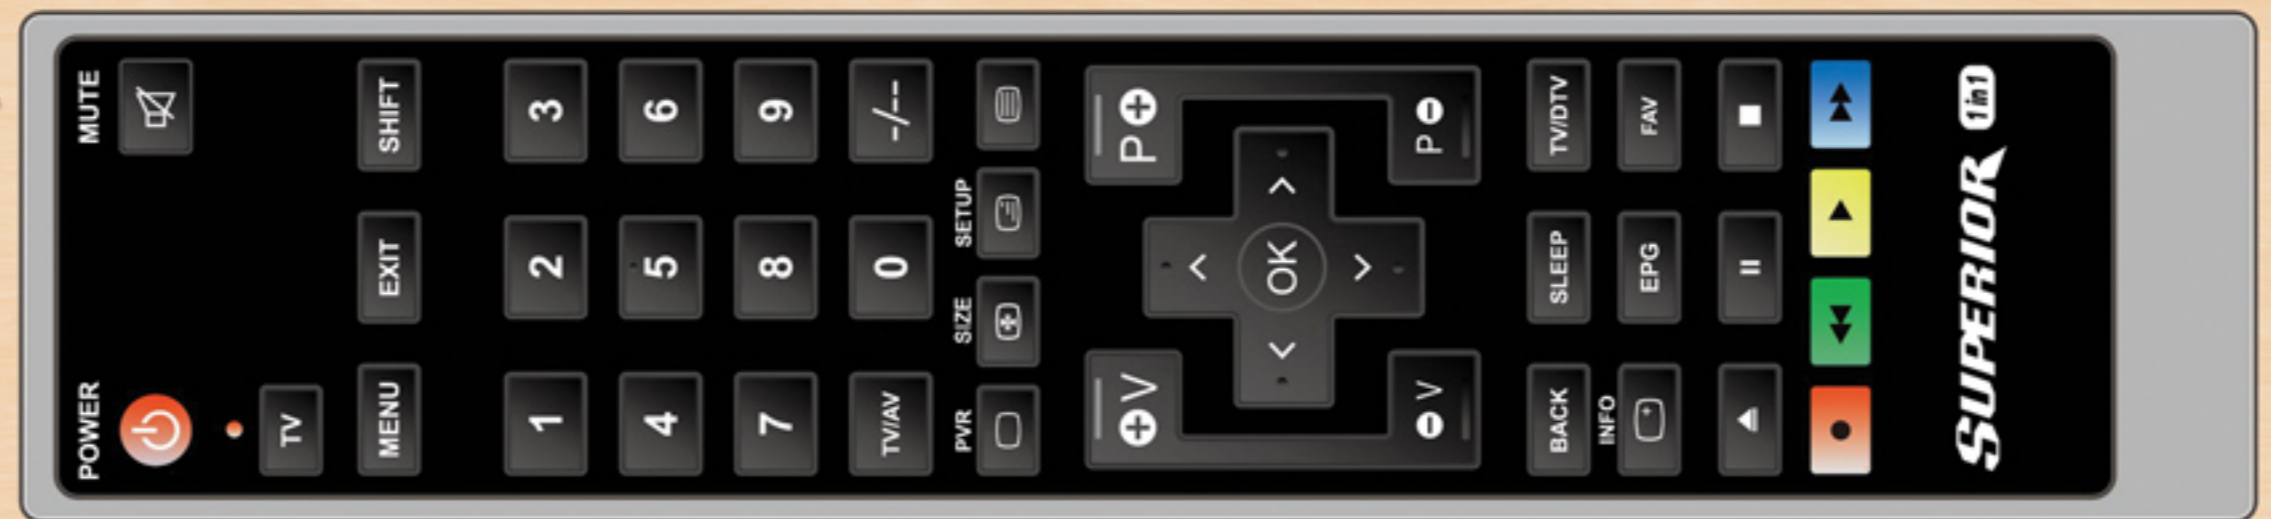 POWER MUTE
TV
MENU EXIT SHIFT
1 2 3
4 5 6
7 8 9
TV/AV 0 -/--
PVR SIZE SETUP
V P
OK
V P
BACK SLEEP TV/DTV
INFO EPG FAV
SUPERIOR 1in1